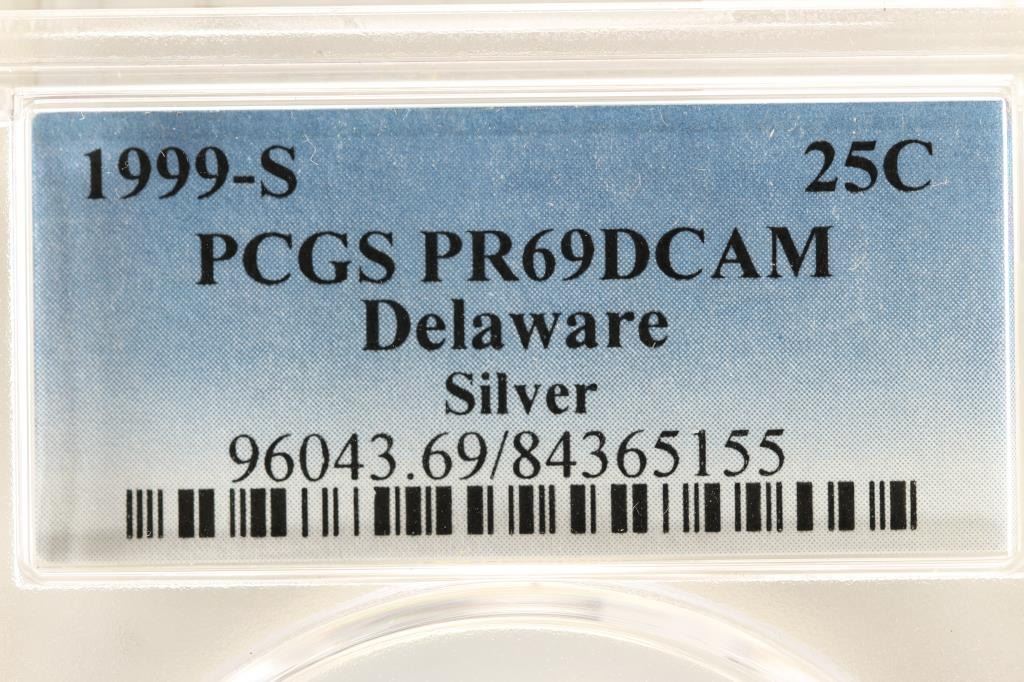 1999-S 25C
PCGS PR69DCAM
Delaware
Silver
96043.69/84365155